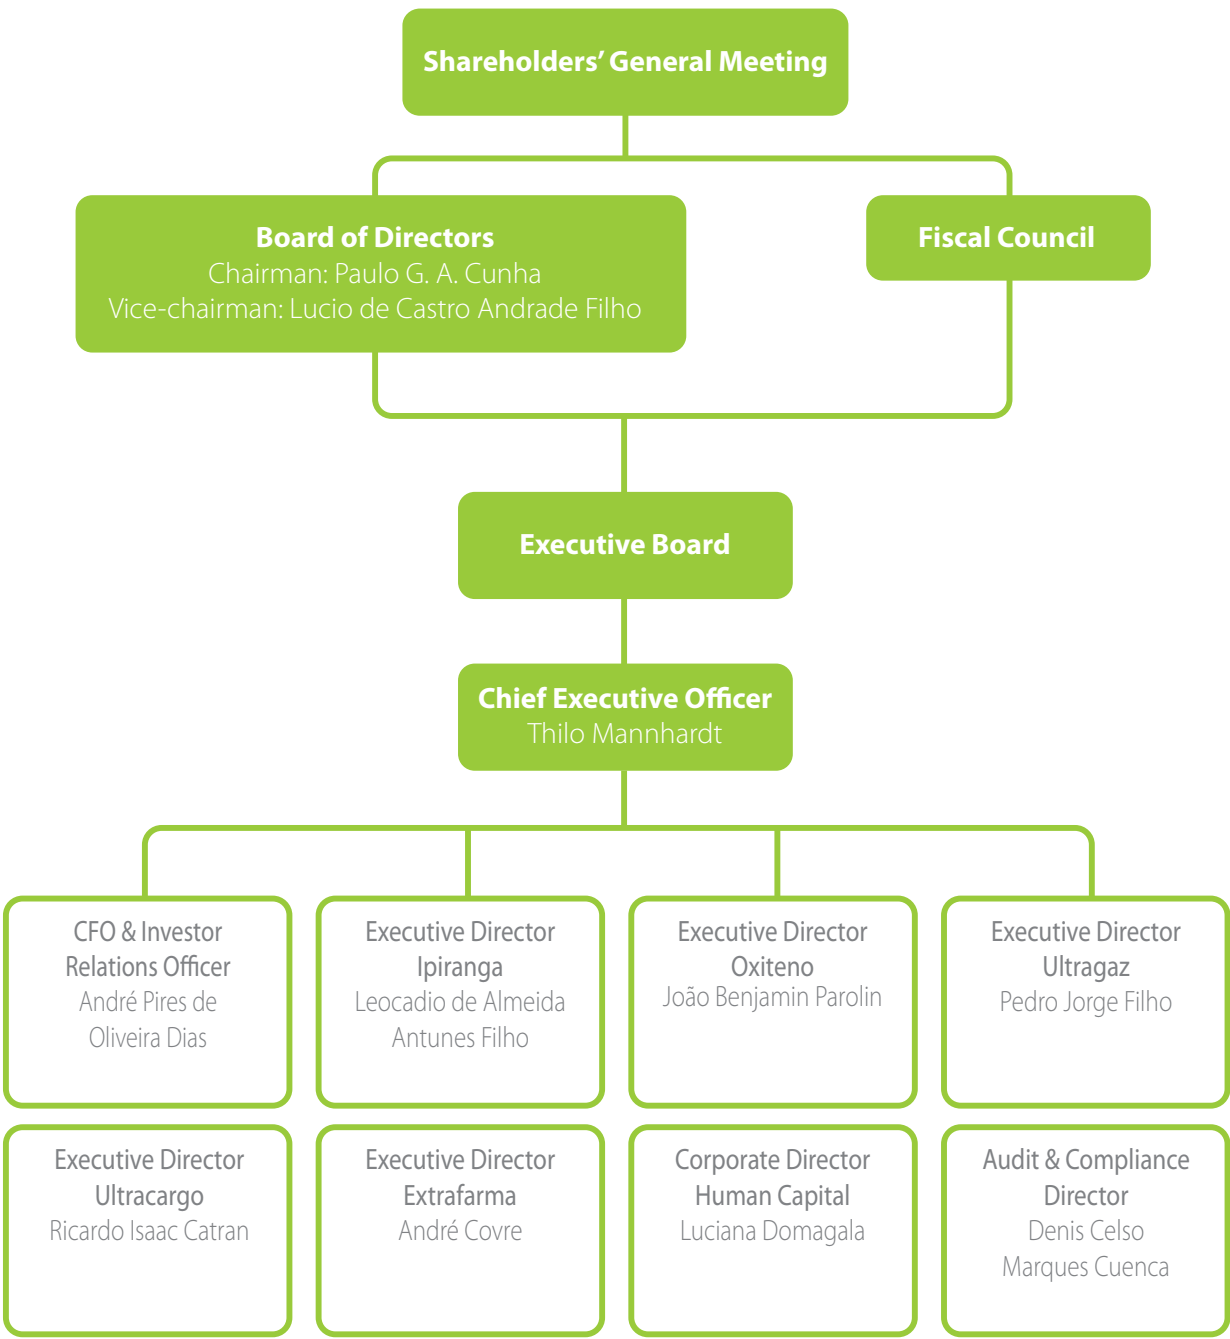 Shareholders’ General Meeting
Board of Directors
Chairman: Paulo G. A. Cunha
Vice-chairman: Lucio de Castro Andrade Filho
Fiscal Council
Executive Board
Chief Executive Officer
Thilo Mannhardt
CFO & Investor
Relations Officer
André Pires de
Oliveira Dias
Executive Director
Ipiranga
Leocadio de Almeida
Antunes Filho
Executive Director
Oxiteno
João Benjamin Parolin
Executive Director
Ultragaz
Pedro Jorge Filho
Executive Director
Ultracargo
Ricardo Isaac Catran
Executive Director
Extrafarma
André Covre
Corporate Director
Human Capital
Luciana Domagala
Audit & Compliance
Director
Denis Celso
Marques Cuenca